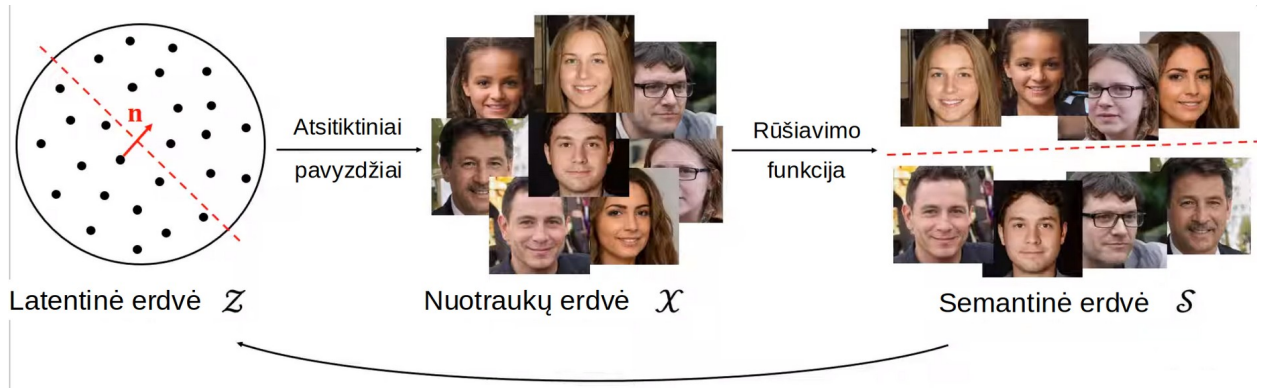 n
Atsitiktiniai
pavyzdžiai
Rūšiavimo
funkcija
Latentinė erdvė 𝒵
Nuotraukų erdvė 𝒳
Semantinė erdvė 𝒮